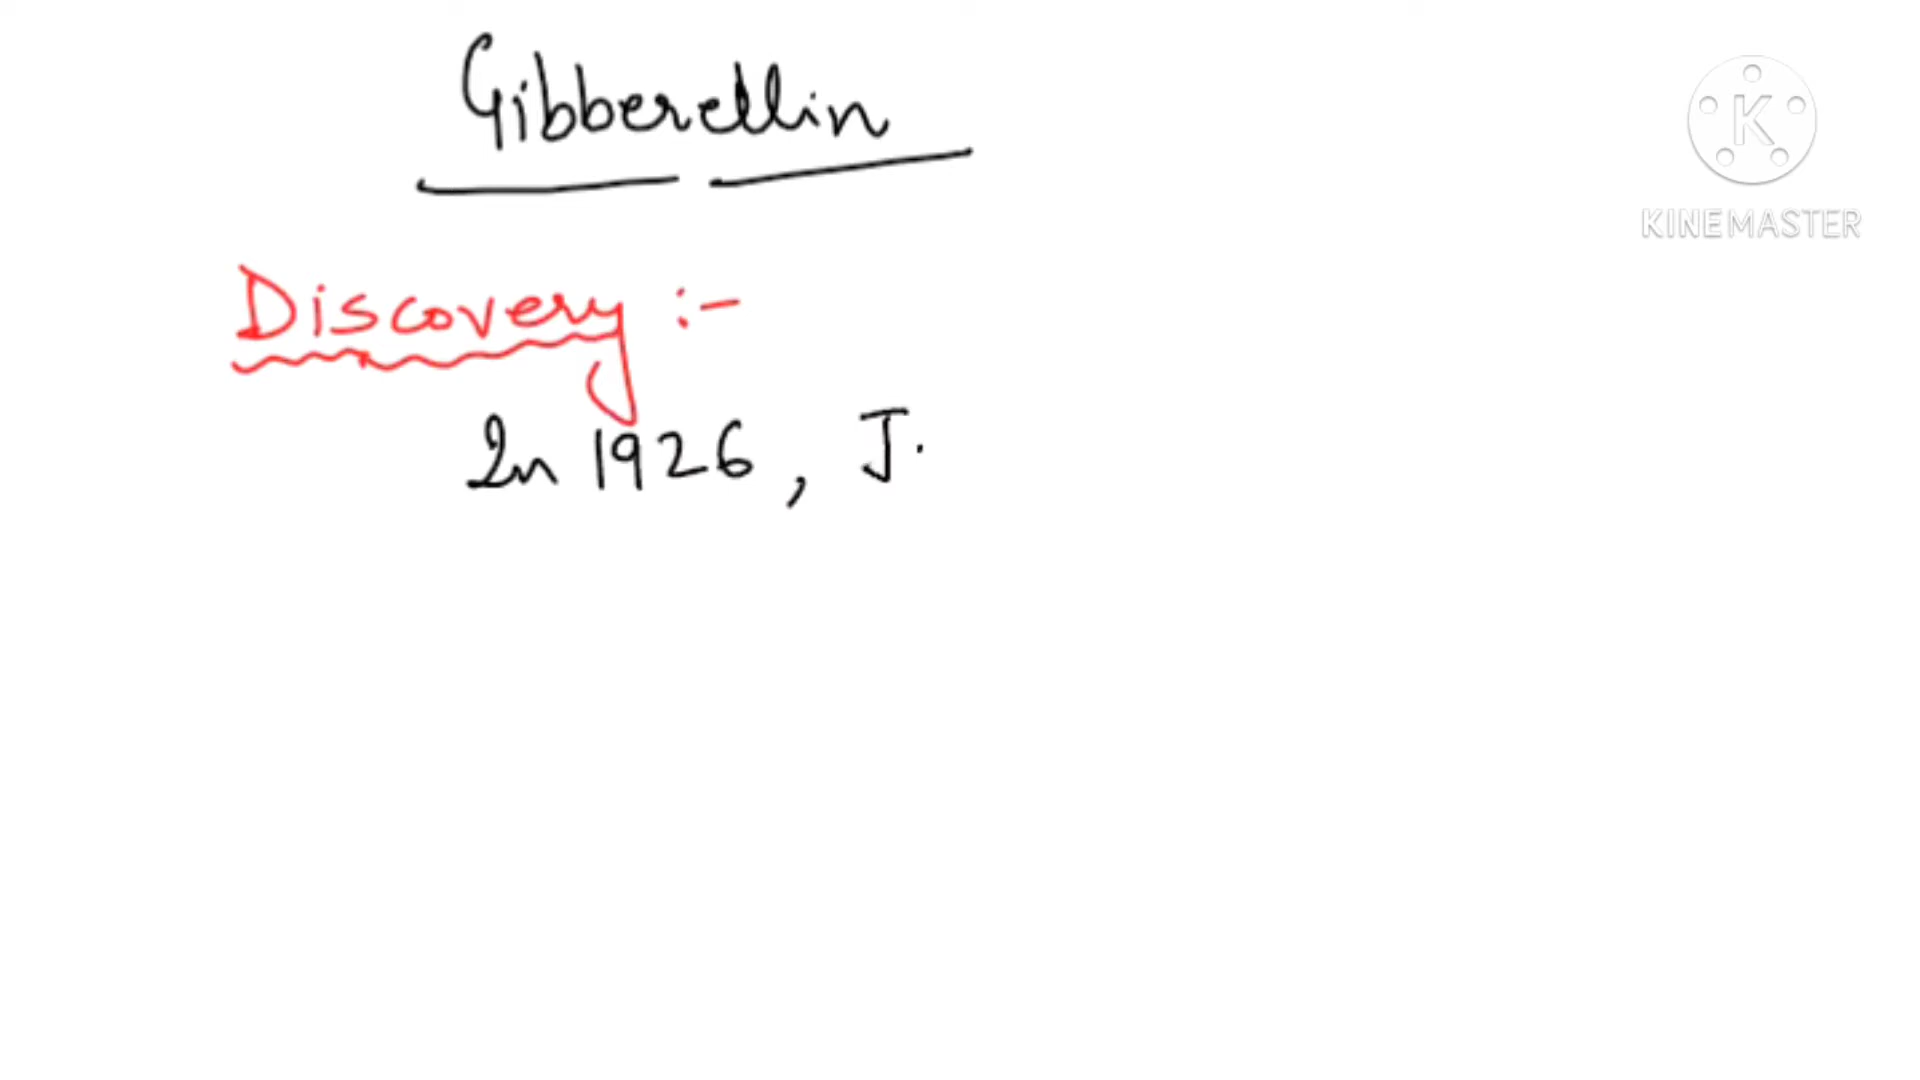 Gibberellin
K
KINEMASTER
Discovery :-
In 1926, J.